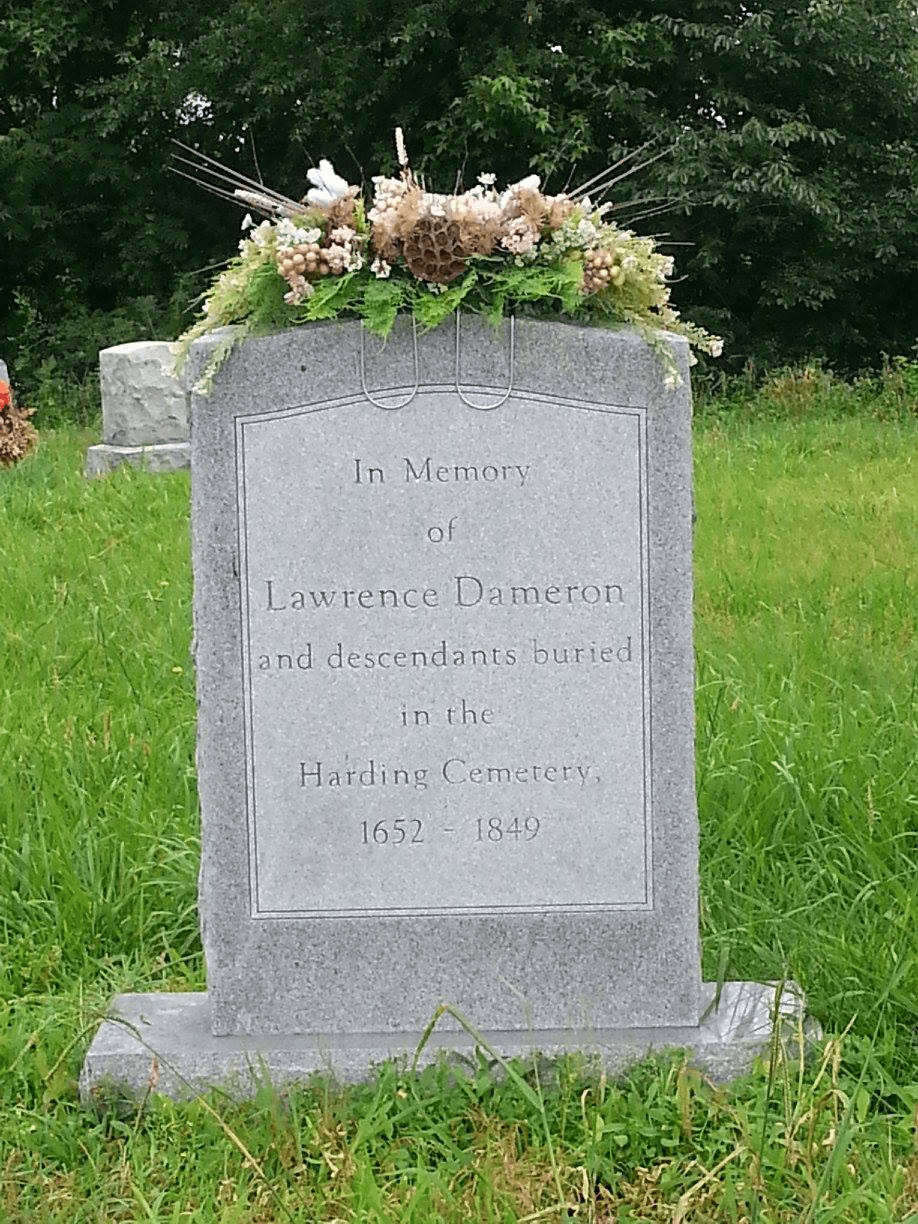 In Memory
of
Lawrence Dameron
and descendants buried
in the
Harding Cemetery,
1652 - 1849